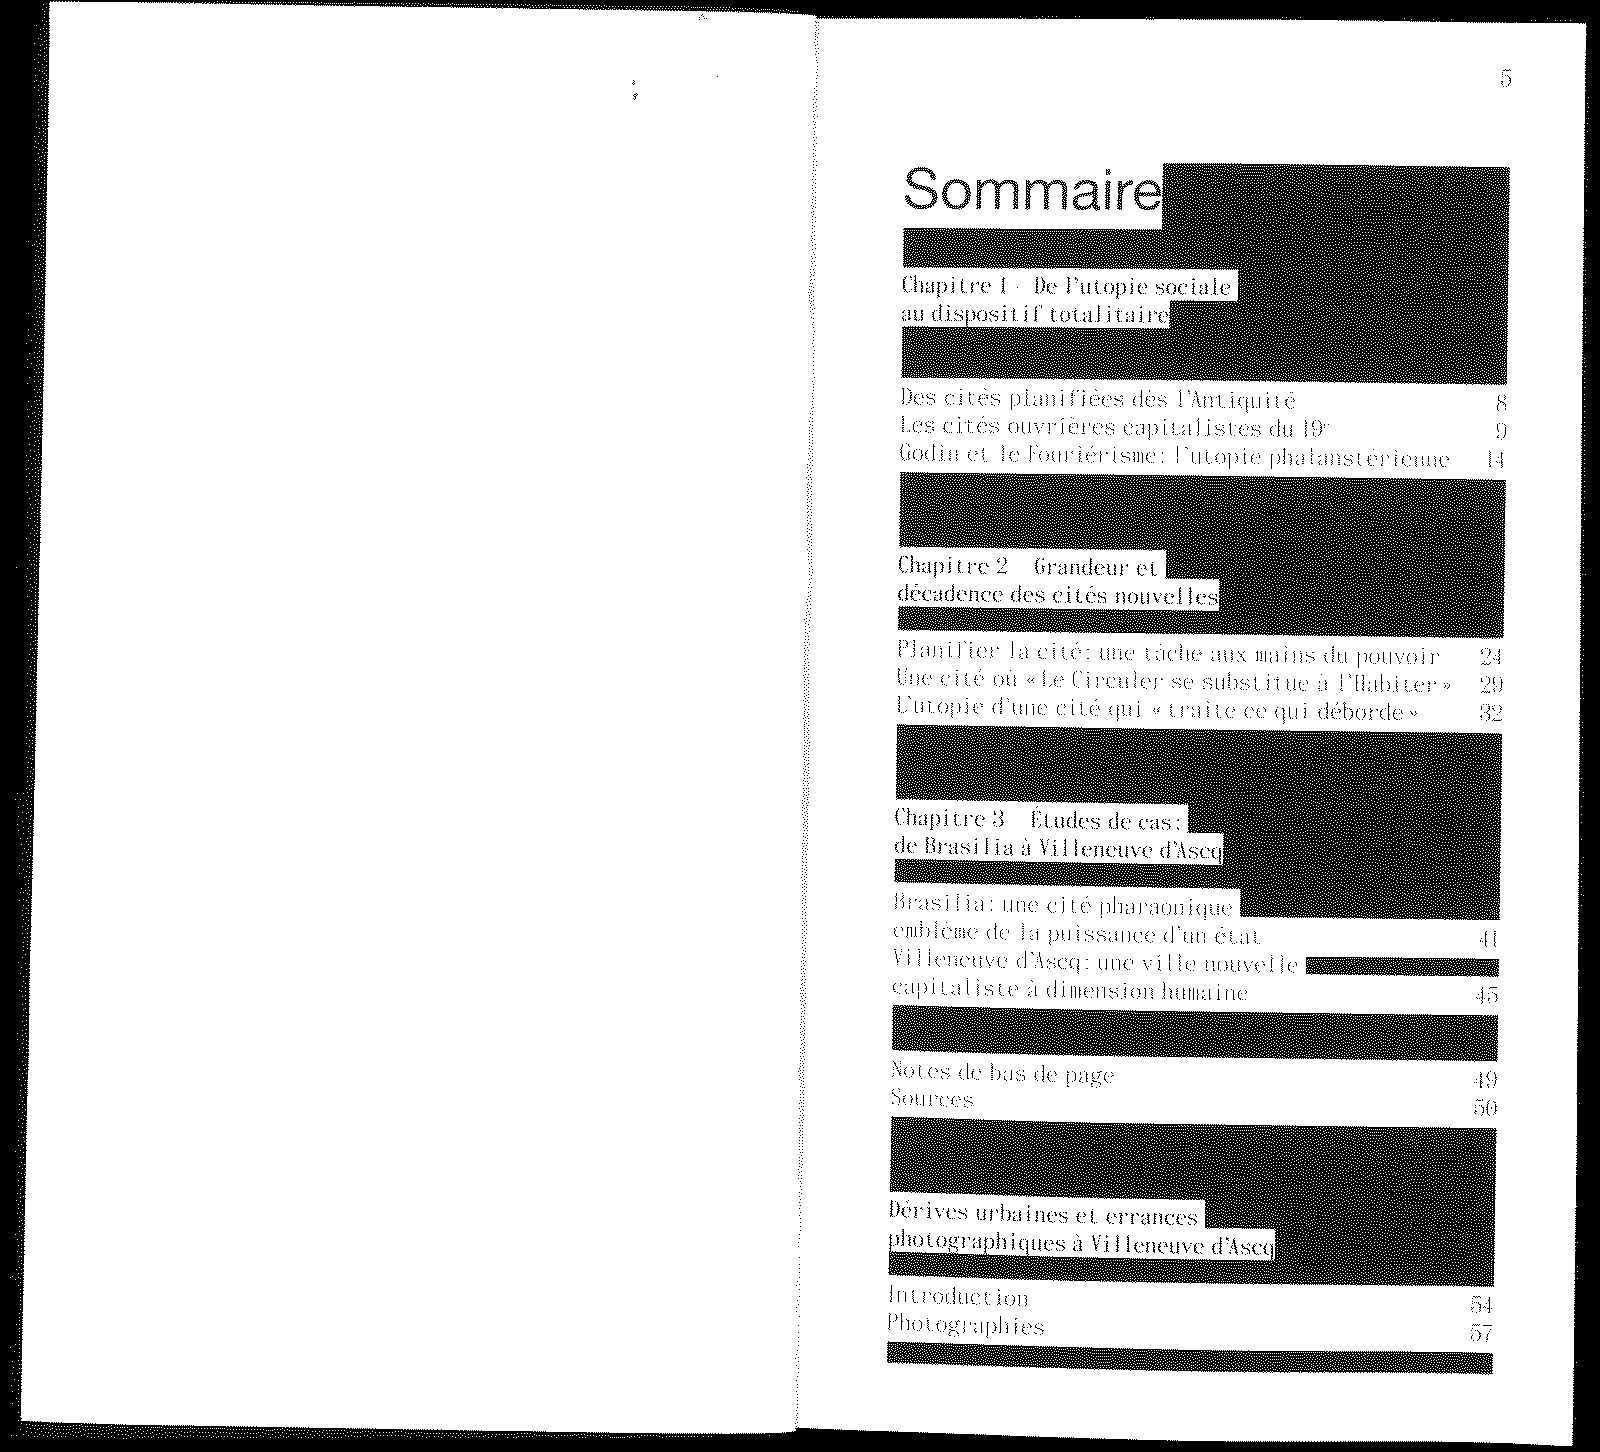 5
Sommaire
Chapitre 1 - De l'utopie sociale
au dispositif totalitaire
Des cités planifiées dès l'Antiquité 8
Les cités ouvrières capitalistes du 19e 9
Godin et le Fouriérisme: l'utopie phalanstérienne 14
Chapitre 2 Grandeur et
décadence des cités nouvelles
Planifier la cité: une tâche aux mains du pouvoir 24
Une cité où « Le Circuler se substitue à l'Habiter » 29
L'utopie d'une cité qui « traite ce qui déborde » 32
Chapitre 3 Études de cas:
de Brasilia à Villeneuve d'Ascq
Brasilia: une cité pharaonique
emblème de la puissance d'un état 41
Villeneuve d'Ascq: une ville nouvelle
capitaliste à dimension humaine 45
Notes de bas de page 49
Sources 50
Dérives urbaines et errances
photographiques à Villeneuve d'Ascq
Introduction 54
Photographies 57